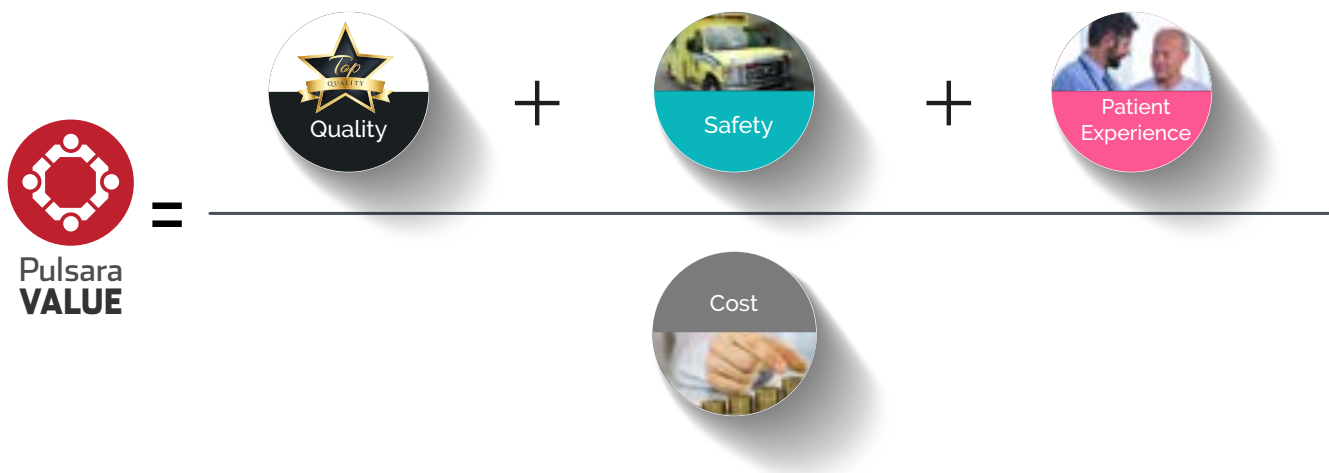 Top
QUALITY
Quality
+
Safety
+
Patient
Experience
=
Pulsara
VALUE
Cost